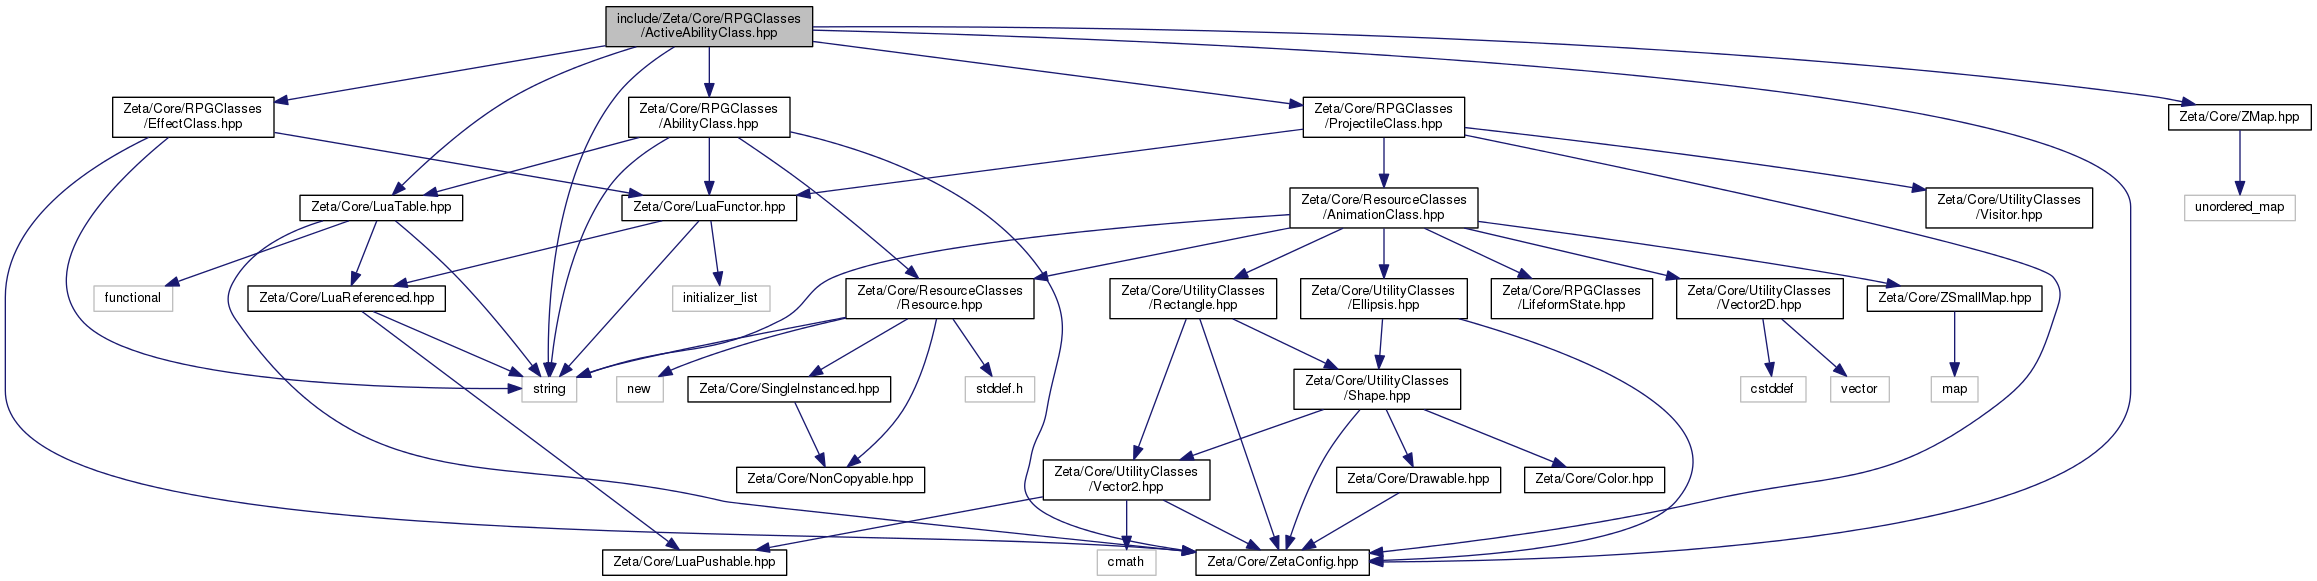 include/Zeta/Core/RPGClasses
/ActiveAbilityClass.hpp
Zeta/Core/RPGClasses
/EffectClass.hpp
Zeta/Core/RPGClasses
/AbilityClass.hpp
Zeta/Core/RPGClasses
/ProjectileClass.hpp
Zeta/Core/ZMap.hpp
Zeta/Core/LuaTable.hpp
Zeta/Core/LuaFunctor.hpp
Zeta/Core/ResourceClasses
/AnimationClass.hpp
Zeta/Core/UtilityClasses
/Visitor.hpp
unordered_map
functional
Zeta/Core/LuaReferenced.hpp
initializer_list
Zeta/Core/ResourceClasses
/Resource.hpp
Zeta/Core/UtilityClasses
/Rectangle.hpp
Zeta/Core/UtilityClasses
/Ellipsis.hpp
Zeta/Core/RPGClasses
/LifeformState.hpp
Zeta/Core/UtilityClasses
/Vector2D.hpp
Zeta/Core/ZSmallMap.hpp
string
new
Zeta/Core/SingleInstanced.hpp
stddef.h
Zeta/Core/UtilityClasses
/Shape.hpp
cstddef
vector
map
Zeta/Core/NonCopyable.hpp
Zeta/Core/UtilityClasses
/Vector2.hpp
Zeta/Core/Drawable.hpp
Zeta/Core/Color.hpp
Zeta/Core/LuaPushable.hpp
cmath
Zeta/Core/ZetaConfig.hpp